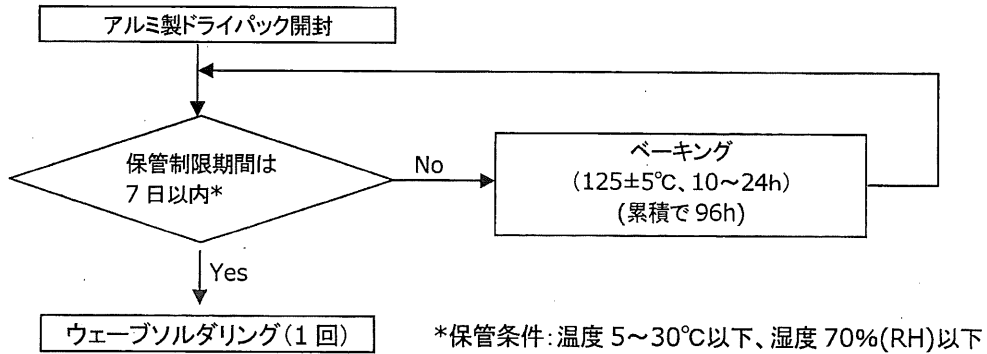 アルミ製ドライパック開封
保管制限期間は
7日以内*
No
ベーキング
(125±5℃、10～24h)
(累積で96h)
Yes
ウェーブソルダリング(1回)
*保管条件:温度5～30℃以下、湿度70%(RH)以下